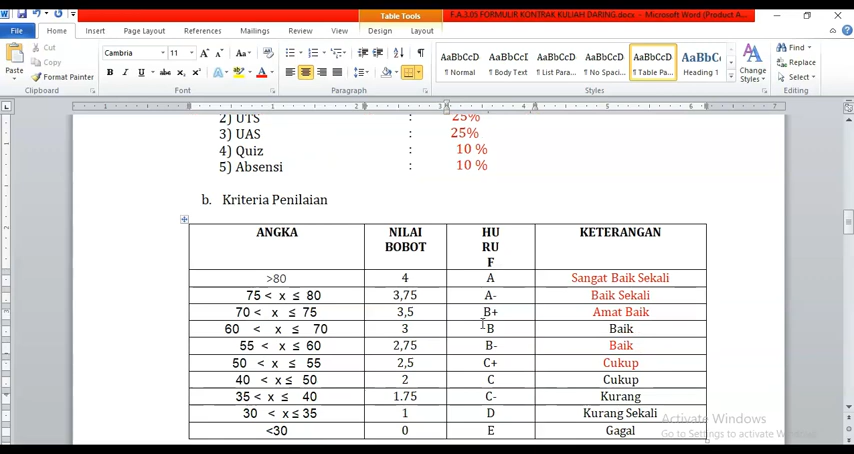 Table Tools
F.A.3.05 FORMULIR KONTRAK KULIAH DARING.docx - Microsoft Word (Product A...
File Home Insert Page Layout References Mailings Review View Design Layout
Paste
Cut
Copy
Format Painter
Clipboard
Cambria 11
Font
Paragraph
AaBbCcD AaBbCcD AaBbCcD AaBbCcD AaBbCcD AaBbC
¶ Normal ¶ Body Text ¶ List Para... ¶ No Spaci... ¶ Table Pa... Heading 1
Styles
Change
Styles
Find
Replace
Select
Editing
2) UTS : 25%
3) UAS : 25%
4) Quiz : 10 %
5) Absensi : 10 %
b. Kriteria Penilaian
ANGKA NILAI BOBOT HU RU F KETERANGAN
>80 4 A Sangat Baik Sekali
75 < x ≤ 80 3,75 A- Baik Sekali
70 < x ≤ 75 3,5 B+ Amat Baik
60 < x ≤ 70 3 B Baik
55 < x ≤ 60 2,75 B- Baik
50 < x ≤ 55 2,5 C+ Cukup
40 < x ≤ 50 2 C Cukup
35 < x ≤ 40 1.75 C- Kurang
30 < x ≤ 35 1 D Kurang Sekali
<30 0 E Gagal
Activate Windows
Go to Settings to activate Windows.